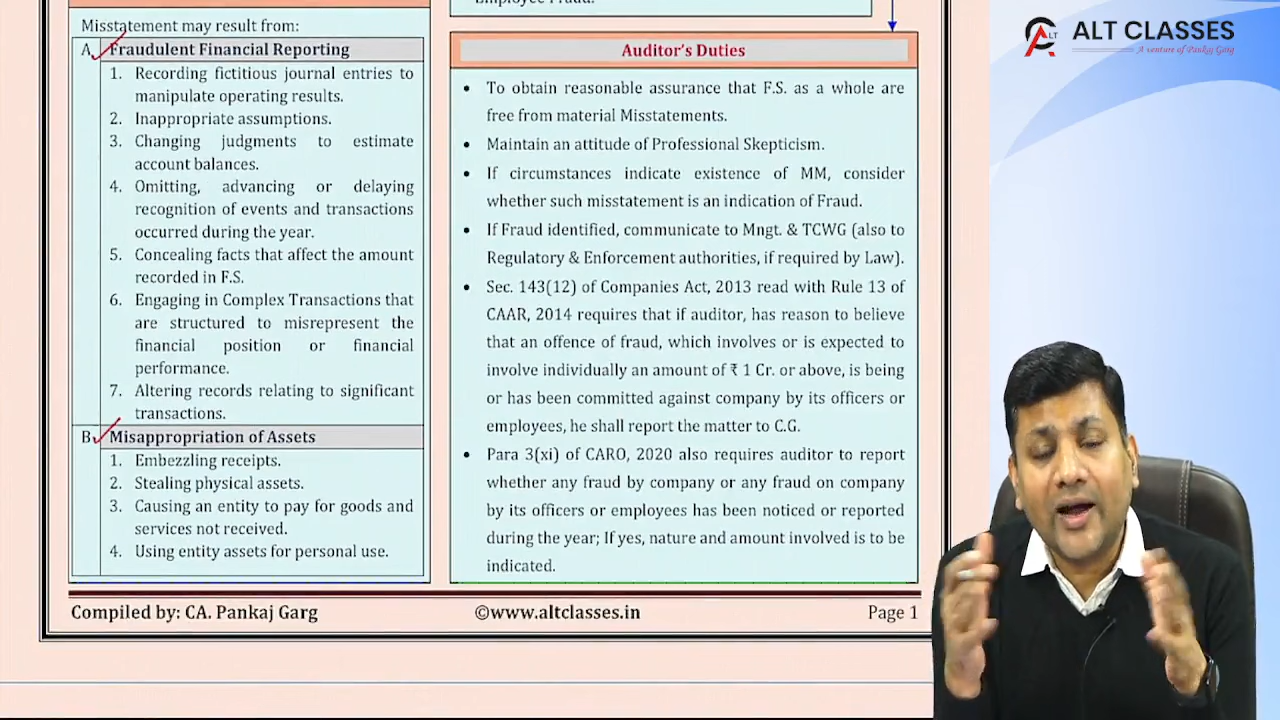 Employee Fraud.
Misstatement may result from:
A. Fraudulent Financial Reporting
1. Recording fictitious journal entries to
manipulate operating results.
2. Inappropriate assumptions.
3. Changing judgments to estimate
account balances.
4. Omitting, advancing or delaying
recognition of events and transactions
occurred during the year.
5. Concealing facts that affect the amount
recorded in F.S.
6. Engaging in Complex Transactions that
are structured to misrepresent the
financial position or financial
performance.
7. Altering records relating to significant
transactions.
B. Misappropriation of Assets
1. Embezzling receipts.
2. Stealing physical assets.
3. Causing an entity to pay for goods and
services not received.
4. Using entity assets for personal use.
Auditor's Duties
• To obtain reasonable assurance that F.S. as a whole are
free from material Misstatements.
• Maintain an attitude of Professional Skepticism.
• If circumstances indicate existence of MM, consider
whether such misstatement is an indication of Fraud.
• If Fraud identified, communicate to Mngt. & TCWG (also to
Regulatory & Enforcement authorities, if required by Law).
• Sec. 143(12) of Companies Act, 2013 read with Rule 13 of
CAAR, 2014 requires that if auditor, has reason to believe
that an offence of fraud, which involves or is expected to
involve individually an amount of ₹ 1 Cr. or above, is being
or has been committed against company by its officers or
employees, he shall report the matter to C.G.
• Para 3(xi) of CARO, 2020 also requires auditor to report
whether any fraud by company or any fraud on company
by its officers or employees has been noticed or reported
during the year; If yes, nature and amount involved is to be
indicated.
Compiled by: CA. Pankaj Garg
©www.altclasses.in
Page 1
ALT
ALT CLASSES
A venture of Pankaj Garg